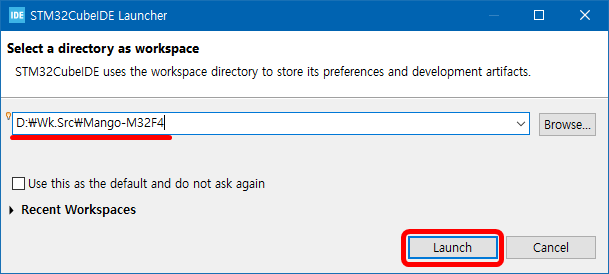 IDE STM32CubeIDE Launcher
Select a directory as workspace
STM32CubeIDE uses the workspace directory to store its preferences and development artifacts.
D:₩Wk.Src₩Mango-M32F4
Browse...
Use this as the default and do not ask again
Recent Workspaces
Launch
Cancel